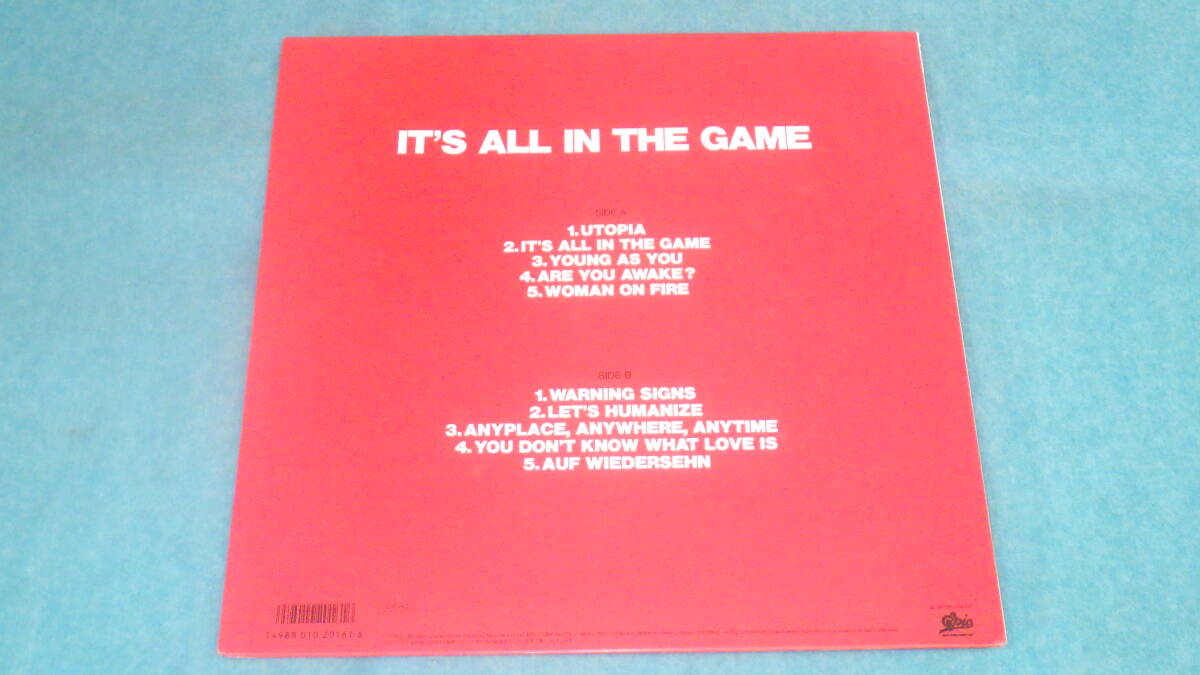 IT'S ALL IN THE GAME
SIDE A
1. UTOPIA
2. IT'S ALL IN THE GAME
3. YOUNG AS YOU
4. ARE YOU AWAKE?
5. WOMAN ON FIRE
SIDE B
1. WARNING SIGNS
2. LET'S HUMANIZE
3. ANYPLACE, ANYWHERE, ANYTIME
4. YOU DON'T KNOW WHAT LOVE IS
5. AUF WIEDERSEHN
Epic